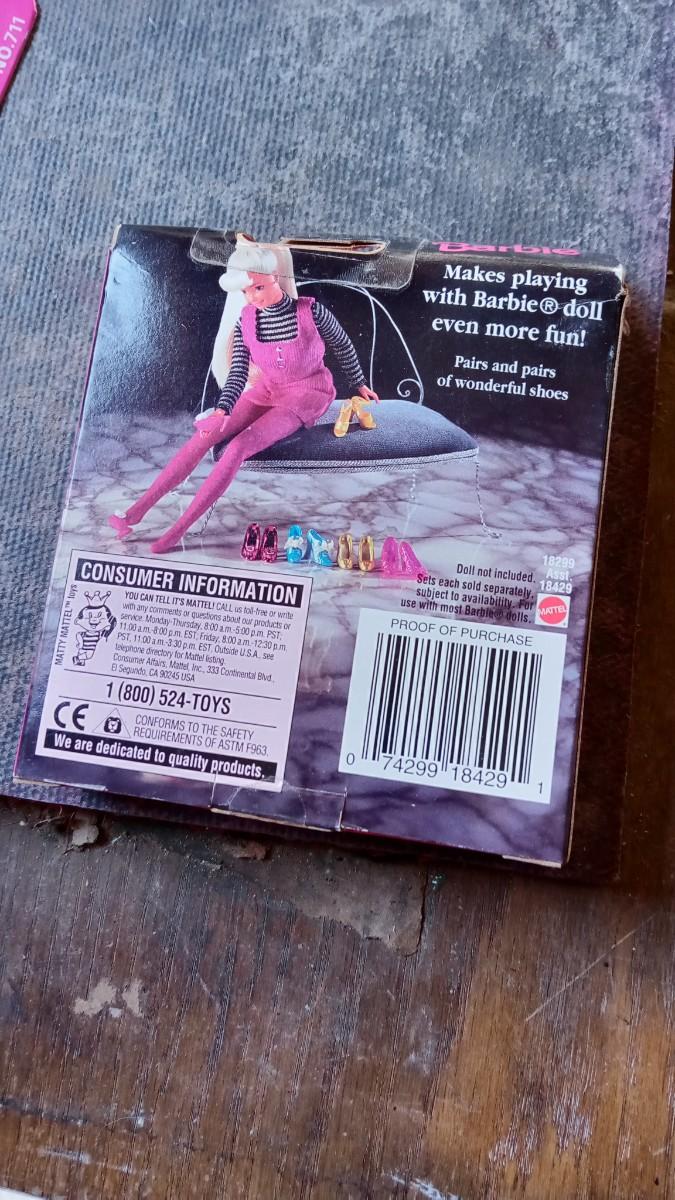 NO.711
Barbie
Makes playing
with Barbie® doll
even more fun!
Pairs and pairs
of wonderful shoes
Doll not included.
Sets each sold separately,
subject to availability. For
use with most Barbie® dolls.
18299
Asst.
18429
MATTEL
CONSUMER INFORMATION
MATTY MATTEL™ toys
YOU CAN TELL IT'S MATTEL! CALL us toll-free or write
with any comments or questions about our products or
service. Monday-Thursday, 8:00 a.m.-5:00 p.m. PST;
11:00 a.m.-8:00 p.m. EST, Friday, 8:00 a.m.-12:30 p.m.
PST, 11:00 a.m.-3:30 p.m. EST. Outside U.S.A., see
telephone directory for Mattel listing.
Consumer Affairs, Mattel, Inc., 333 Continental Blvd.,
El Segundo, CA 90245 USA
1 (800) 524-TOYS
CE
CONFORMS TO THE SAFETY
REQUIREMENTS OF ASTM F963.
We are dedicated to quality products.
PROOF OF PURCHASE
0 74299 18429 1